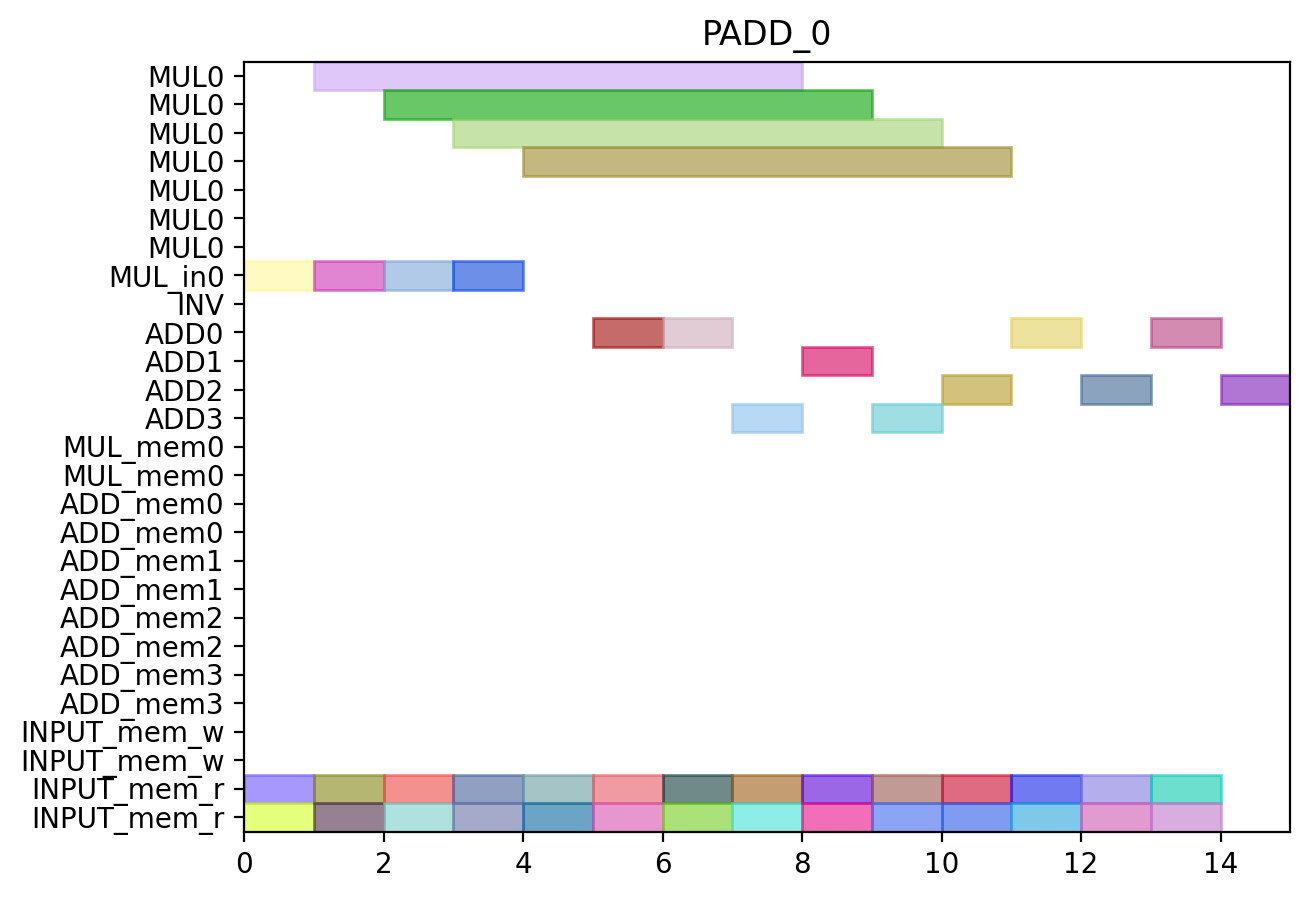 PADD_0
MUL0
MUL0
MUL0
MUL0
MUL0
MUL0
MUL0
MUL_in0
INV
ADD0
ADD1
ADD2
ADD3
MUL_mem0
MUL_mem0
ADD_mem0
ADD_mem0
ADD_mem1
ADD_mem1
ADD_mem2
ADD_mem2
ADD_mem3
ADD_mem3
INPUT_mem_w
INPUT_mem_w
INPUT_mem_r
INPUT_mem_r
0 2 4 6 8 10 12 14